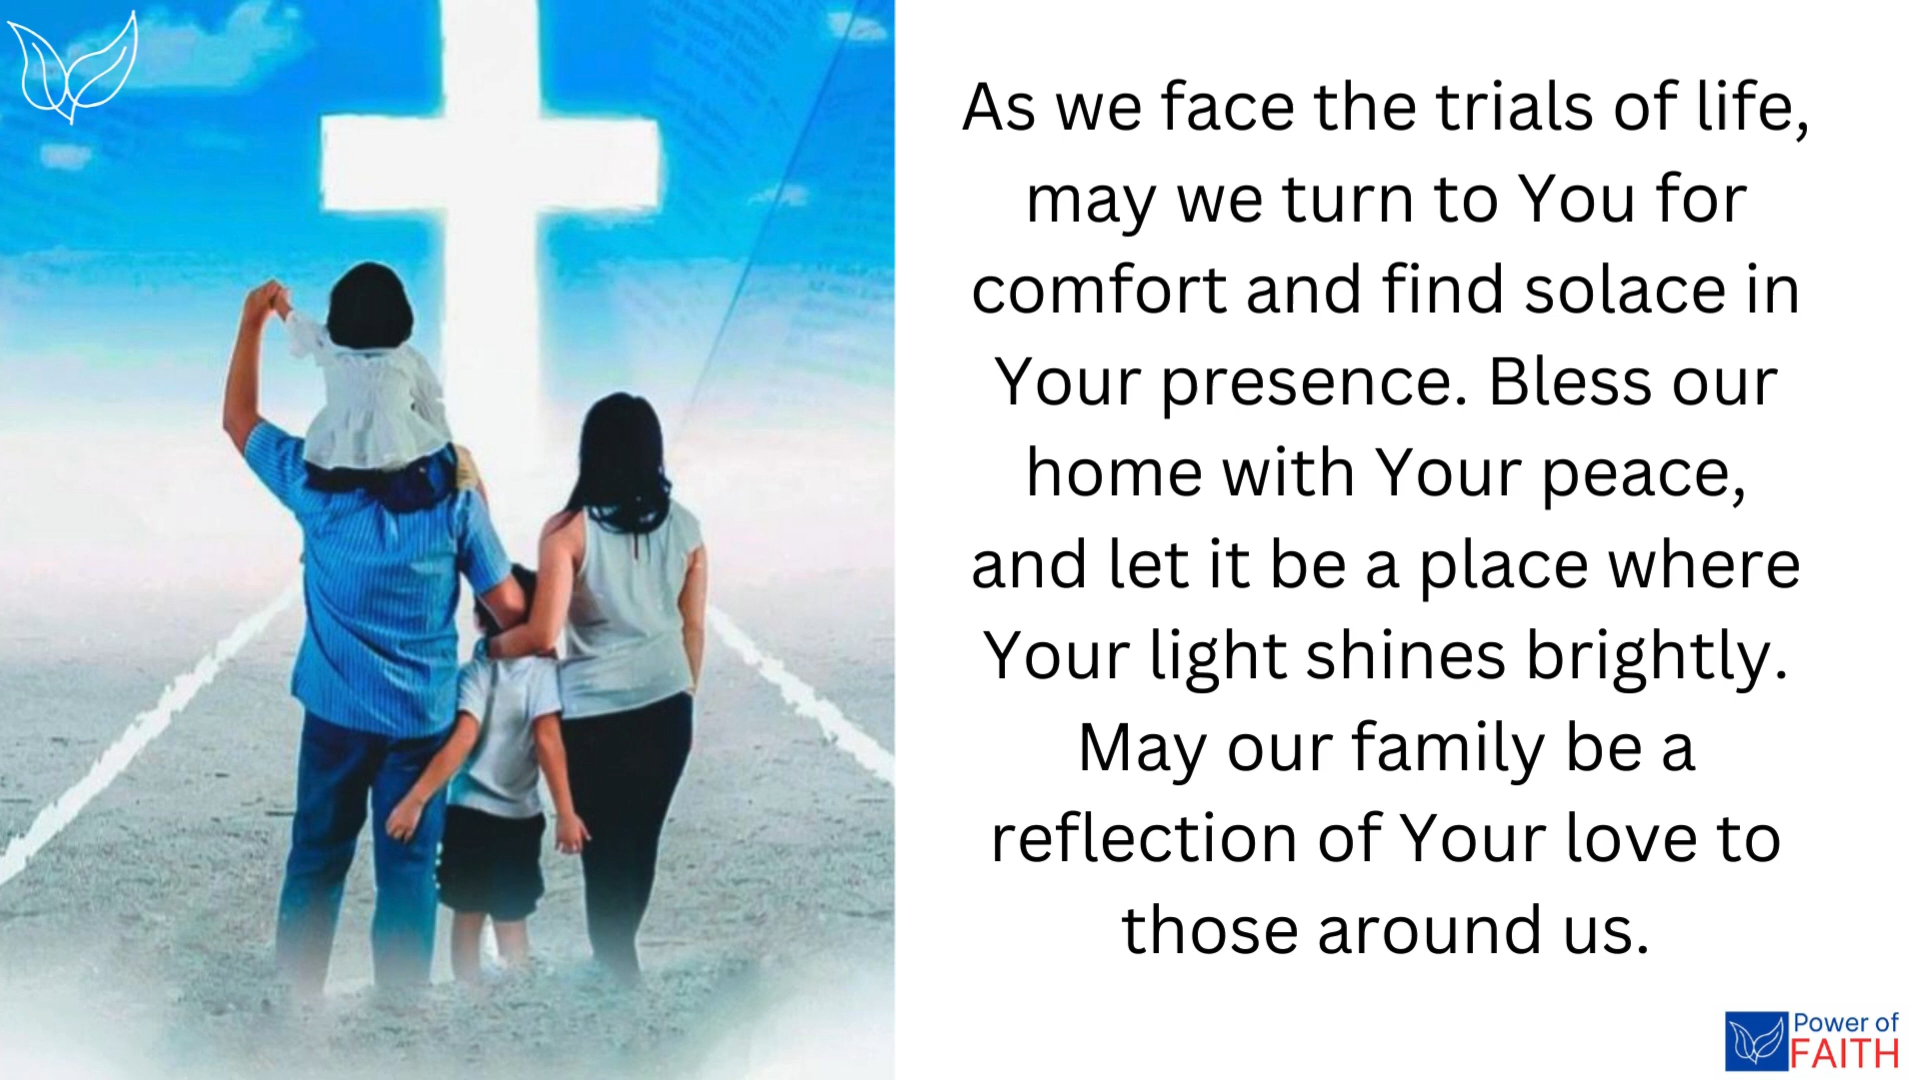 As we face the trials of life,
may we turn to You for
comfort and find solace in
Your presence. Bless our
home with Your peace,
and let it be a place where
Your light shines brightly.
May our family be a
reflection of Your love to
those around us.
Power of
FAITH